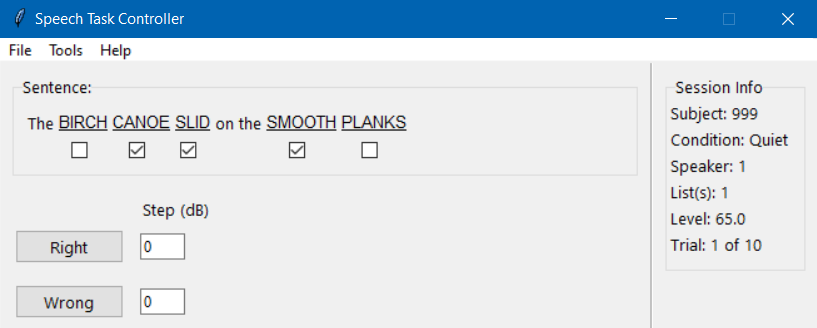 Speech Task Controller
File Tools Help
Sentence:
The BIRCH CANOE SLID on the SMOOTH PLANKS
Step (dB)
Right 0
Wrong 0
Session Info
Subject: 999
Condition: Quiet
Speaker: 1
List(s): 1
Level: 65.0
Trial: 1 of 10